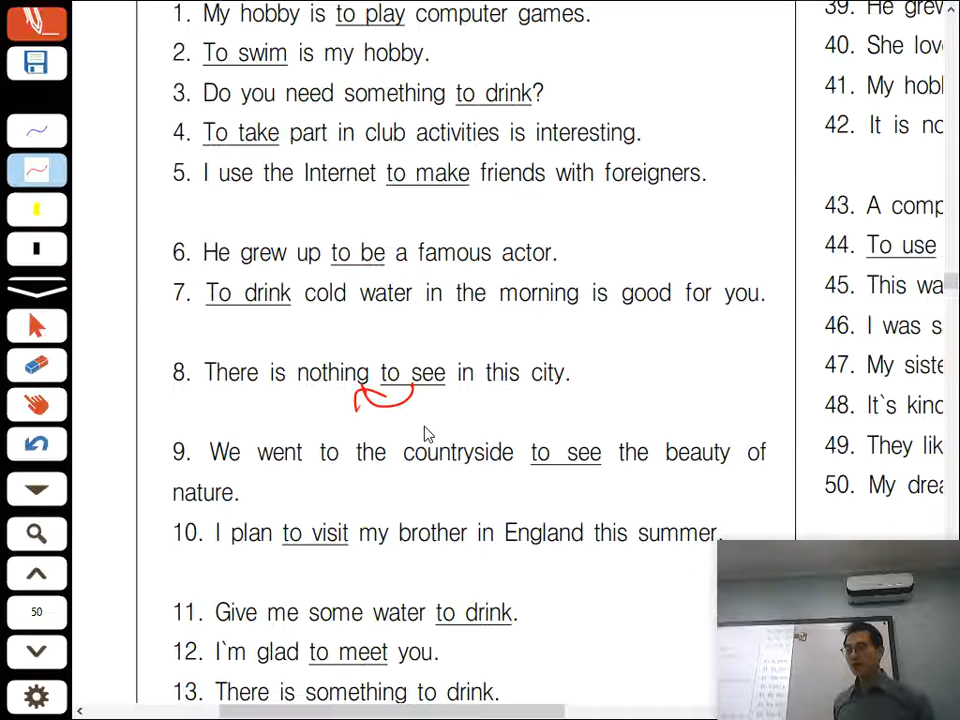 1. My hobby is to play computer games.
2. To swim is my hobby.
3. Do you need something to drink?
4. To take part in club activities is interesting.
5. I use the Internet to make friends with foreigners.
6. He grew up to be a famous actor.
7. To drink cold water in the morning is good for you.
8. There is nothing to see in this city.
9. We went to the countryside to see the beauty of
nature.
10. I plan to visit my brother in England this summer.
11. Give me some water to drink.
12. I`m glad to meet you.
13. There is something to drink.
39. He grew
40. She lov
41. My hobl
42. It is no
43. A comp
44. To use
45. This wa
46. I was s
47. My siste
48. It`s kind
49. They lik
50. My drea
50